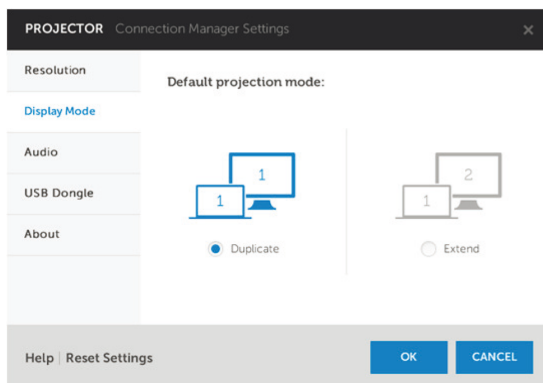 PROJECTOR Connection Manager Settings ×
Resolution
Default projection mode:
Display Mode
Audio
USB Dongle
About
1 1
1 2
Duplicate
Extend
Help | Reset Settings
OK
CANCEL